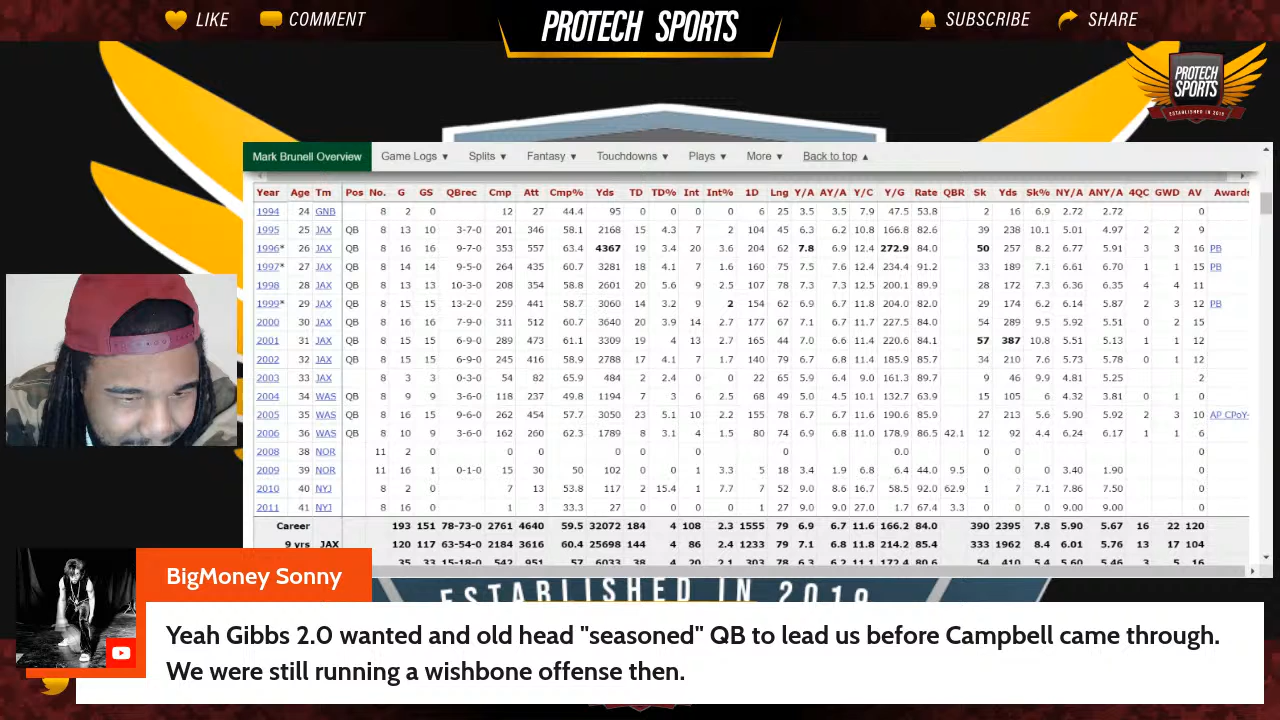 LIKE COMMENT PROTECH SPORTS SUBSCRIBE SHARE
PROTECH
SPORTS
ESTABLISHED IN 2019
Mark Brunell Overview Game Logs ▼ Splits ▼ Fantasy ▼ Touchdowns ▼ Plays ▼ More ▼ Back to top ▲
Year Age Tm Pos No. G GS QBrec Cmp Att Cmp% Yds TD TD% Int Int% 1D Lng Y/A AY/A Y/C Y/G Rate QBR Sk Yds Sk% NY/A ANY/A 4QC GWD AV Awards
1994 24 GNB 8 2 0 12 27 44.4 95 0 0 0 0 6 25 3.5 3.5 7.9 47.5 53.8 2 16 6.9 2.72 2.72 0
1995 25 JAX QB 8 13 10 3-7-0 201 346 58.1 2168 15 4.3 7 2 104 45 6.3 6.2 10.8 166.8 82.6 39 238 10.1 5.01 4.97 2 2 9
1996* 26 JAX QB 8 16 16 9-7-0 353 557 63.4 4367 19 3.4 20 3.6 204 62 7.8 6.9 12.4 272.9 84.0 50 257 8.2 6.77 5.91 3 3 16 PB
1997* 27 JAX QB 8 14 14 9-5-0 264 435 60.7 3281 18 4.1 7 1.6 160 75 7.5 7.6 12.4 234.4 91.2 33 189 7.1 6.61 6.70 1 1 15 PB
1998 28 JAX QB 8 13 13 10-3-0 208 354 58.8 2601 20 5.6 9 2.5 107 78 7.3 7.3 12.5 200.1 89.9 28 172 7.3 6.36 6.35 4 4 11
1999* 29 JAX QB 8 15 15 13-2-0 259 441 58.7 3060 14 3.2 9 2 154 62 6.9 6.7 11.8 204.0 82.0 29 174 6.2 6.14 5.87 2 3 12 PB
2000 30 JAX QB 8 16 16 7-9-0 311 512 60.7 3640 20 3.9 14 2.7 177 67 7.1 6.7 11.7 227.5 84.0 54 289 9.5 5.92 5.51 0 2 15
2001 31 JAX QB 8 15 15 6-9-0 289 473 61.1 3309 19 4 13 2.7 151 44 7.0 6.6 11.4 220.6 84.1 57 387 10.8 5.51 5.13 1 1 12
2002 32 JAX QB 8 15 15 6-9-0 245 416 58.9 2788 17 4.1 7 1.7 140 79 6.7 6.8 11.4 185.9 85.7 34 210 7.6 5.73 5.78 0 1 12
2003 33 JAX 8 3 3 0-3-0 54 82 65.9 484 2 2.4 0 0 22 65 5.9 6.4 9.0 161.3 89.7 9 46 9.9 4.81 5.25 2
2004 34 WAS QB 8 9 9 3-6-0 118 237 49.8 1194 7 3 6 2.5 68 49 5.0 4.5 10.1 132.7 63.9 15 105 6 4.32 3.81 0 1 0
2005 35 WAS QB 8 16 15 9-6-0 262 454 57.7 3050 23 5.1 10 2.2 155 78 6.7 6.7 11.6 190.6 85.9 27 213 5.6 5.90 5.92 2 3 10 AP CPoY-
2006 36 WAS QB 8 10 9 3-6-0 162 260 62.3 1789 8 3.1 4 1.5 80 74 6.9 6.8 11.0 178.9 86.5 42.1 12 92 4.4 6.24 6.17 1 1 6
2008 38 NOR 11 2 0 0 0 0 0 0 0 0.0 0 0 0
2009 39 NOR 11 16 1 0-1-0 15 30 50 102 0 0 1 3.3 5 18 3.4 1.9 6.8 6.4 44.0 9.5 0 0 0 3.40 1.90 0
2010 40 NYJ 8 2 0 7 13 53.8 117 2 15.4 1 7.7 7 52 9.0 8.6 16.7 58.5 92.0 62.9 1 7 7.1 7.86 7.50 0
2011 41 NYJ 8 16 0 1 3 33.3 27 0 0 0 0 1 27 9.0 9.0 27.0 1.7 67.4 3.3 0 0 0 9.00 9.00 0
Career 193 151 78-73-0 2761 4640 59.5 32072 184 4 108 2.3 1555 79 6.9 6.7 11.6 166.2 84.0 390 2395 7.8 5.90 5.67 16 22 120
9 yrs JAX 120 117 63-54-0 2184 3616 60.4 25698 144 4 86 2.4 1233 79 7.1 6.8 11.8 214.2 85.4 333 1962 8.4 6.01 5.76 13 17 104
35 33 15-18-0 542 951 57 6033 38 4 20 2.1 303 78 6.3 6.2 11.1 172.4 80.6 54 410 5.4 5.60 5.46 3 5 16
ESTABLISHED IN 2019
BigMoney Sonny
Yeah Gibbs 2.0 wanted and old head "seasoned" QB to lead us before Campbell came through.
We were still running a wishbone offense then.